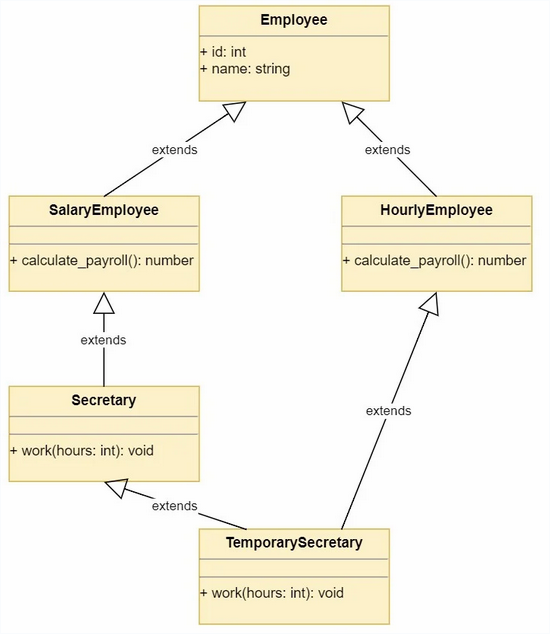 Employee
+ id: int
+ name: string
extends
extends
SalaryEmployee
+ calculate_payroll(): number
HourlyEmployee
+ calculate_payroll(): number
extends
Secretary
+ work(hours: int): void
extends
extends
TemporarySecretary
+ work(hours: int): void